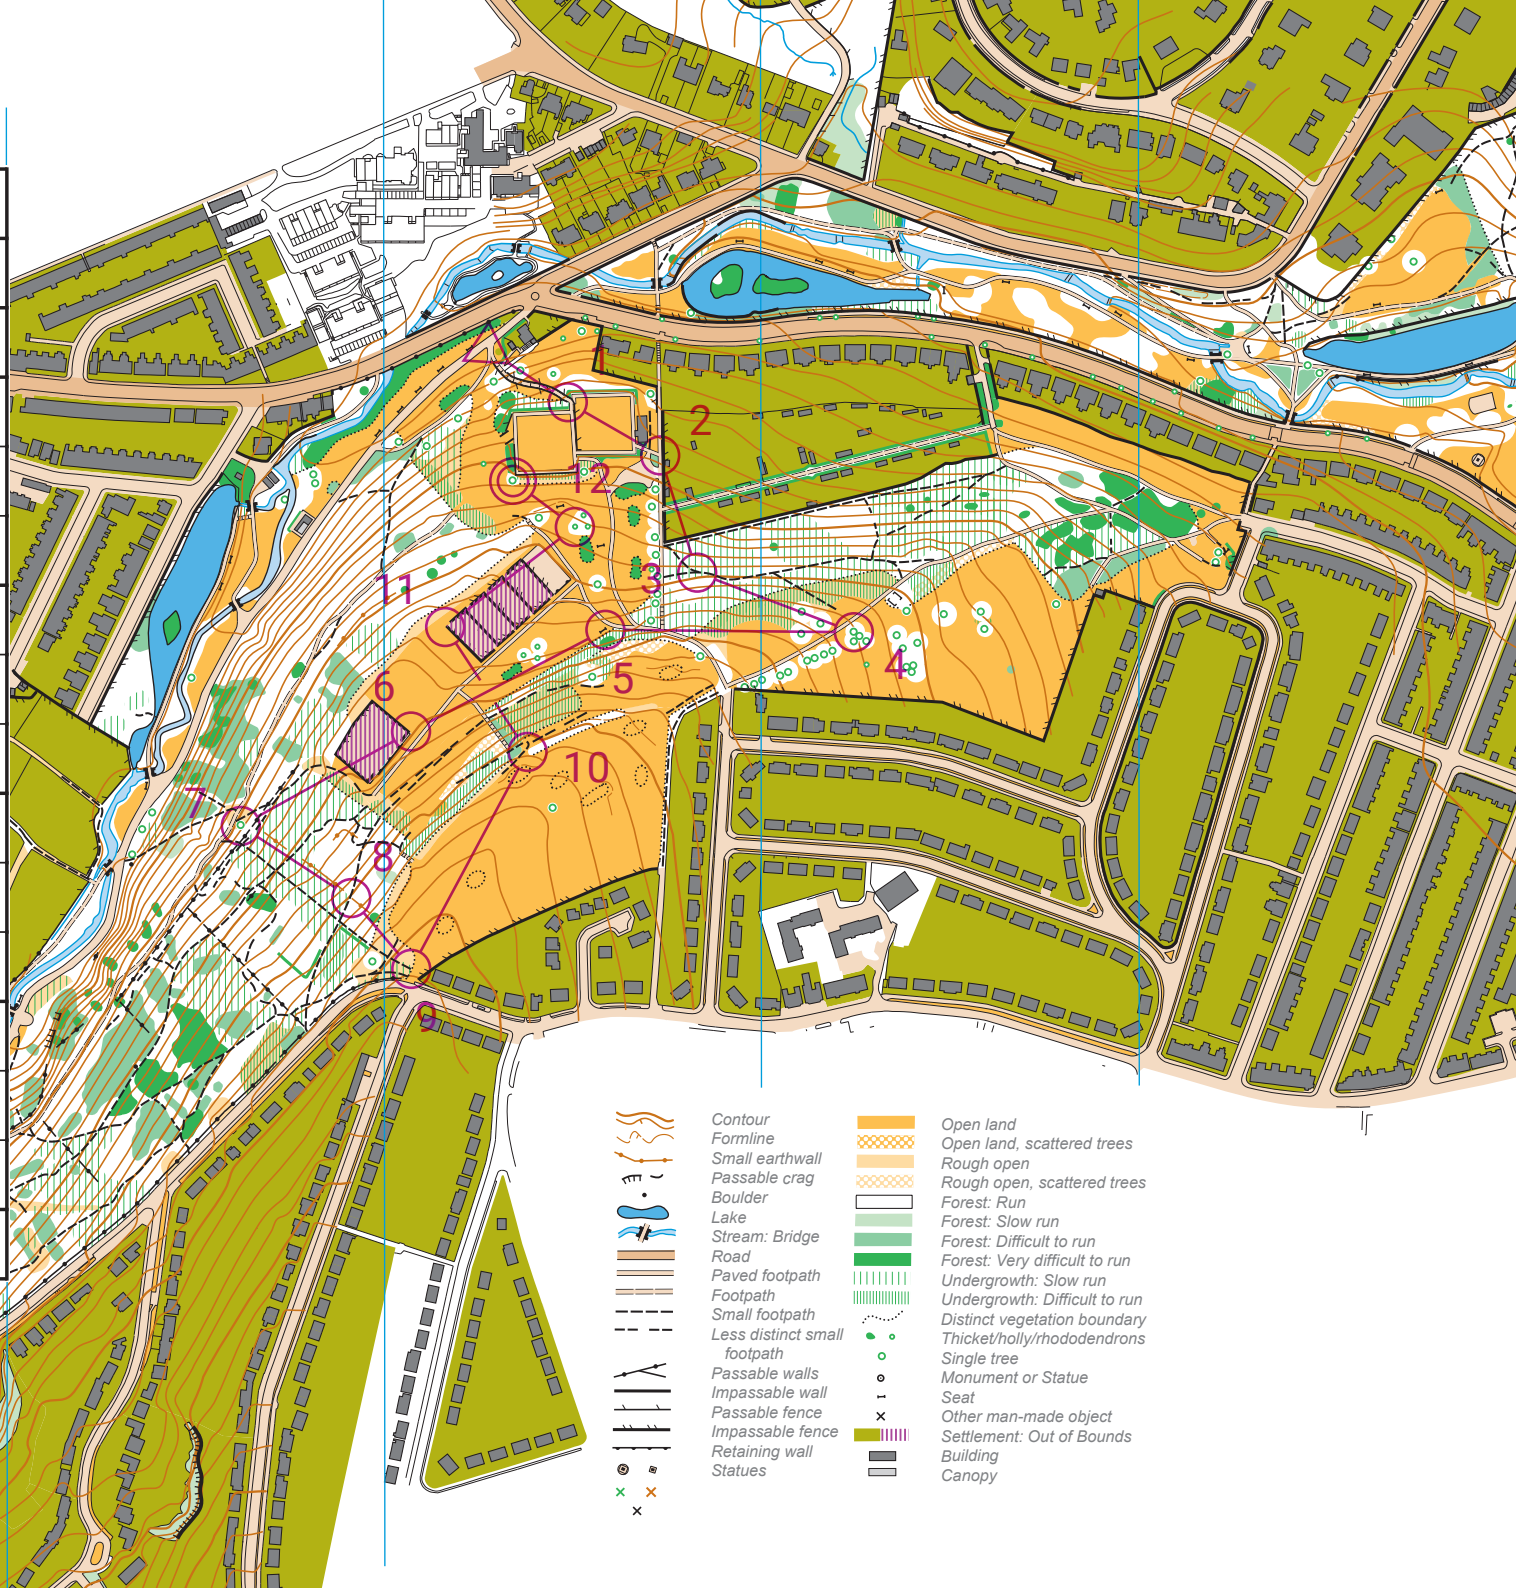 1
2
12
3
11
4
5
6
10
7
8
9
Contour
Formline
Small earthwall
Passable crag
Boulder
Lake
Stream: Bridge
Road
Paved footpath
Footpath
Small footpath
Less distinct small
footpath
Passable walls
Impassable wall
Passable fence
Impassable fence
Retaining wall
Statues
Open land
Open land, scattered trees
Rough open
Rough open, scattered trees
Forest: Run
Forest: Slow run
Forest: Difficult to run
Forest: Very difficult to run
Undergrowth: Slow run
Undergrowth: Difficult to run
Distinct vegetation boundary
Thicket/holly/rhododendrons
Single tree
Monument or Statue
Seat
Other man-made object
Settlement: Out of Bounds
Building
Canopy